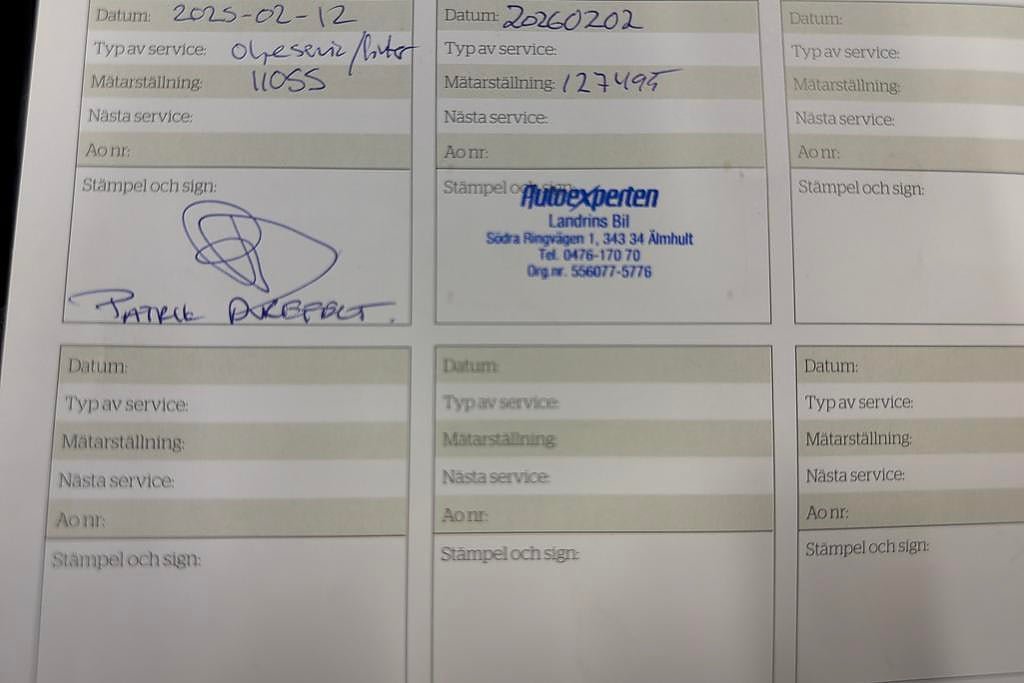 Datum: 2025-02-12
Typ av service: oljeservice/filter
Mätarställning: 11055
Nästa service:
Ao nr:
Stämpel och sign:
PATRIK
Datum: 20260202
Typ av service:
Mätarställning: 127495
Nästa service:
Ao nr:
Stämpel och sign:
Autoexperten
Landrins Bil
Södra Ringvägen 1, 343 34 Älmhult
Tel. 0476-170 70
Org.nr. 556077-5776
Datum:
Typ av service:
Mätarställning:
Nästa service:
Ao nr:
Stämpel och sign:
Datum:
Typ av service:
Mätarställning:
Nästa service:
Ao nr:
Stämpel och sign:
Datum:
Typ av service:
Mätarställning:
Nästa service:
Ao nr:
Stämpel och sign:
Datum:
Typ av service:
Mätarställning:
Nästa service:
Ao nr:
Stämpel och sign: